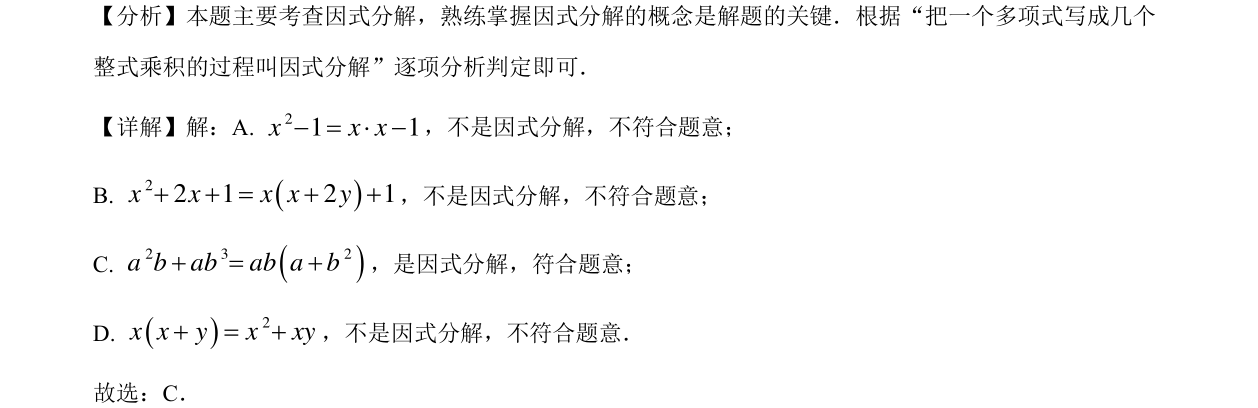 【分析】本题主要考查因式分解，熟练掌握因式分解的概念是解题的关键．根据“把一个多项式写成几个
整式乘积的过程叫因式分解”逐项分析判定即可．
【详解】解：A. x²−1=x·x−1，不是因式分解，不符合题意；
B. x²+2x+1=x(x+2y)+1，不是因式分解，不符合题意；
C. a²b+ab³=ab(a+b²)，是因式分解，符合题意；
D. x(x+y)=x²+xy，不是因式分解，不符合题意．
故选：C．